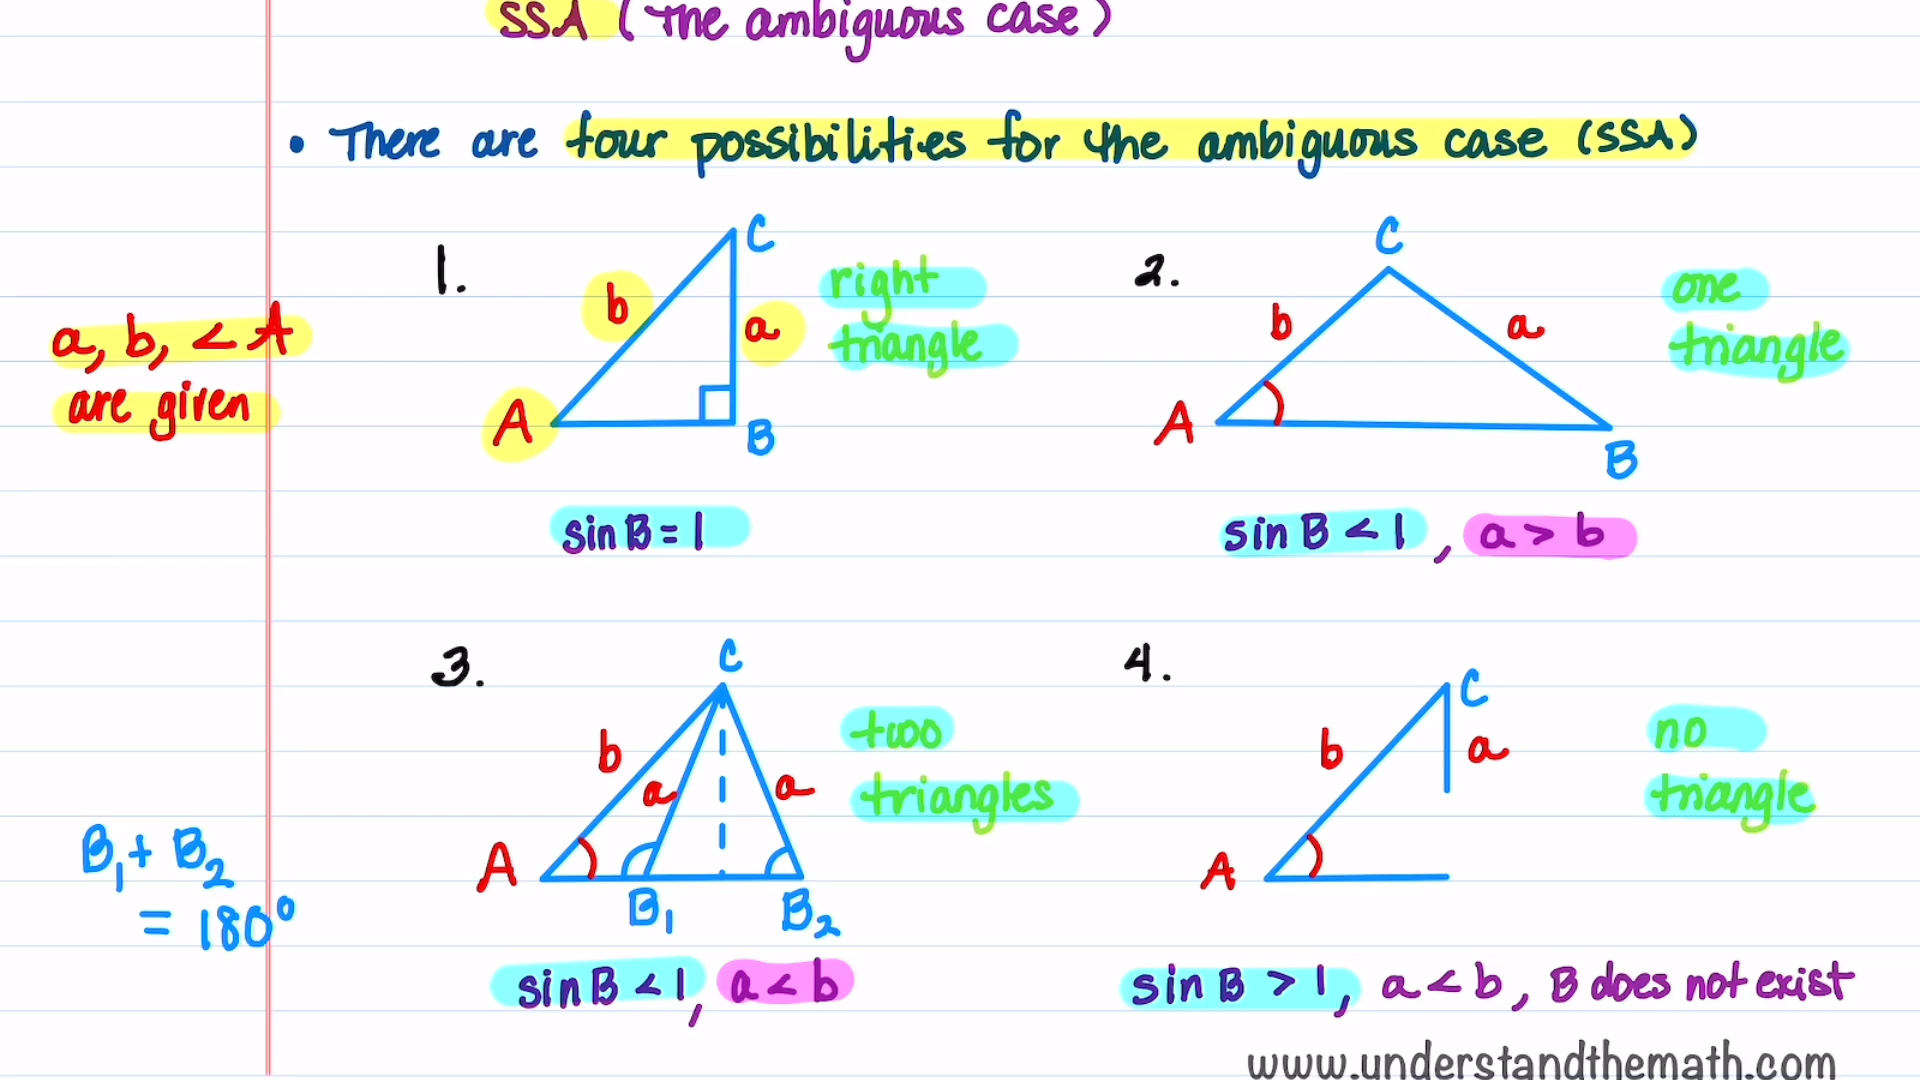 SSA (the ambiguous case)
• There are four possibilities for the ambiguous case (SSA)
a, b, < A
are given
1.
C
b
a
A
B
right
triangle
sin B = 1
2.
C
b
a
A
B
one
triangle
sin B < 1, a > b
B₁ + B₂
= 180°
3.
C
b
a
a
A
B₁
B₂
two
triangles
sin B < 1, a < b
4.
C
b
a
A
no
triangle
sin B > 1, a < b, B does not exist
www.understandthemath.com